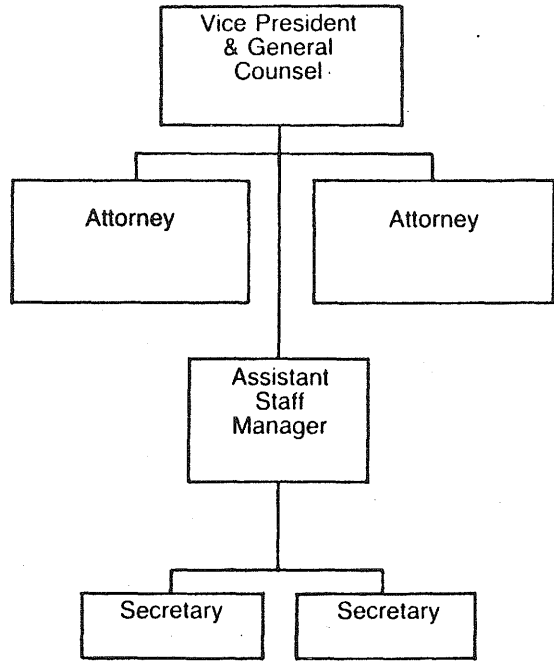 Vice President
& General
Counsel
Attorney
Attorney
Assistant
Staff
Manager
Secretary
Secretary